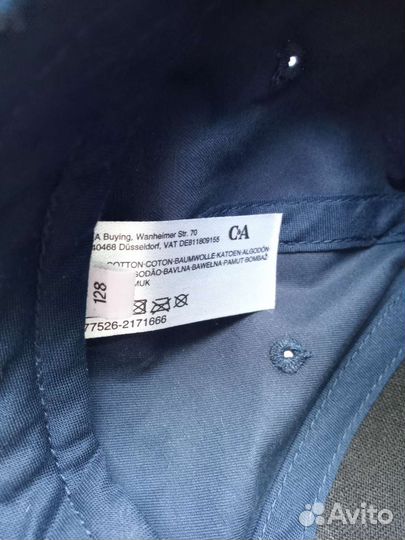 A Buying, Wanheimer Str. 70
40468 Düsseldorf, VAT DE811809155
C&A
COTTON-COTON-BAUMWOLLE-KATOEN-ALGODÓN
GODÃO-BAVLNA-BAWEŁNA-PAMUT BOMBAŽ
MUK
128
77526-2171666
Avito